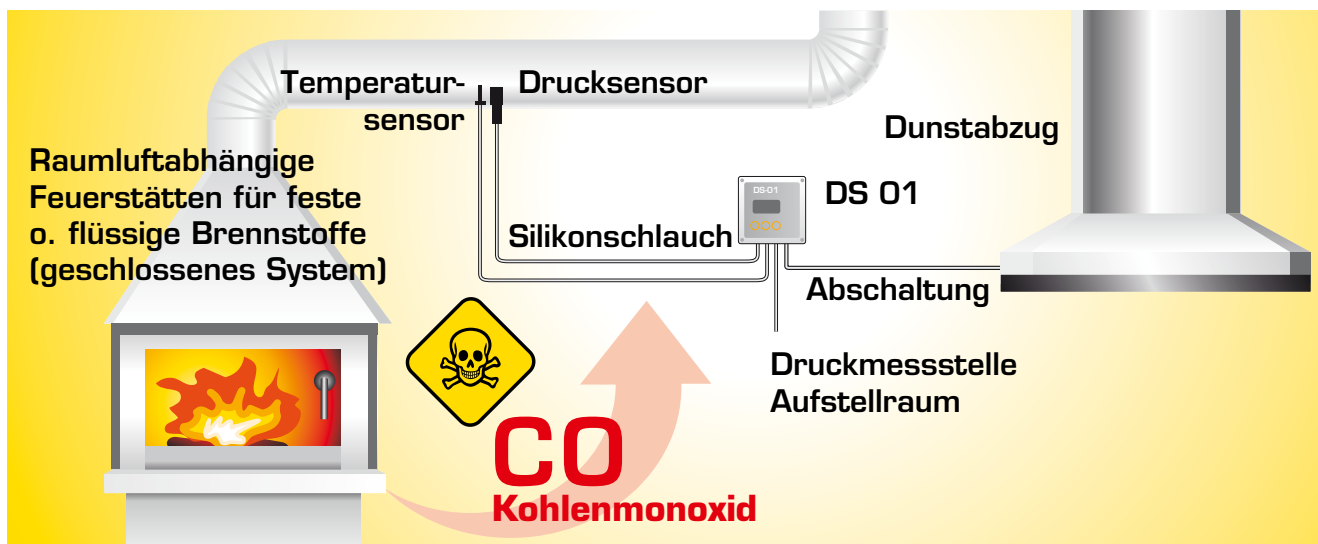 Temperatur-
sensor
Drucksensor
Dunstabzug
Raumluftabhängige
Feuerstätten für feste
o. flüssige Brennstoffe
(geschlossenes System)
DS-01
DS 01
Silikonschlauch
Abschaltung
Druckmessstelle
Aufstellraum
CO
Kohlenmonoxid